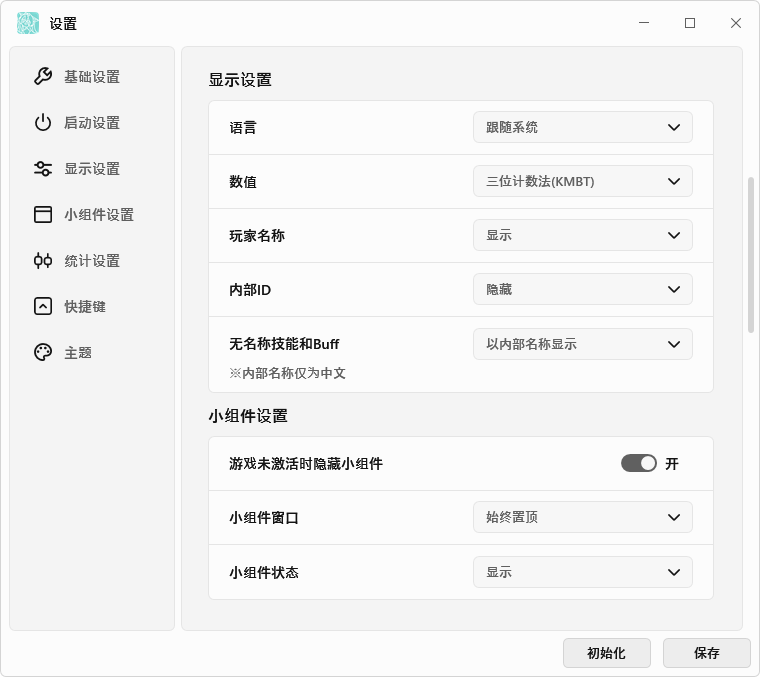 设置
基础设置
启动设置
显示设置
小组件设置
统计设置
快捷键
主题
显示设置
语言
跟随系统
数值
三位计数法(KMBT)
玩家名称
显示
内部ID
隐藏
无名称技能和Buff
以内部名称显示
※内部名称仅为中文
小组件设置
游戏未激活时隐藏小组件
开
小组件窗口
始终置顶
小组件状态
显示
初始化
保存